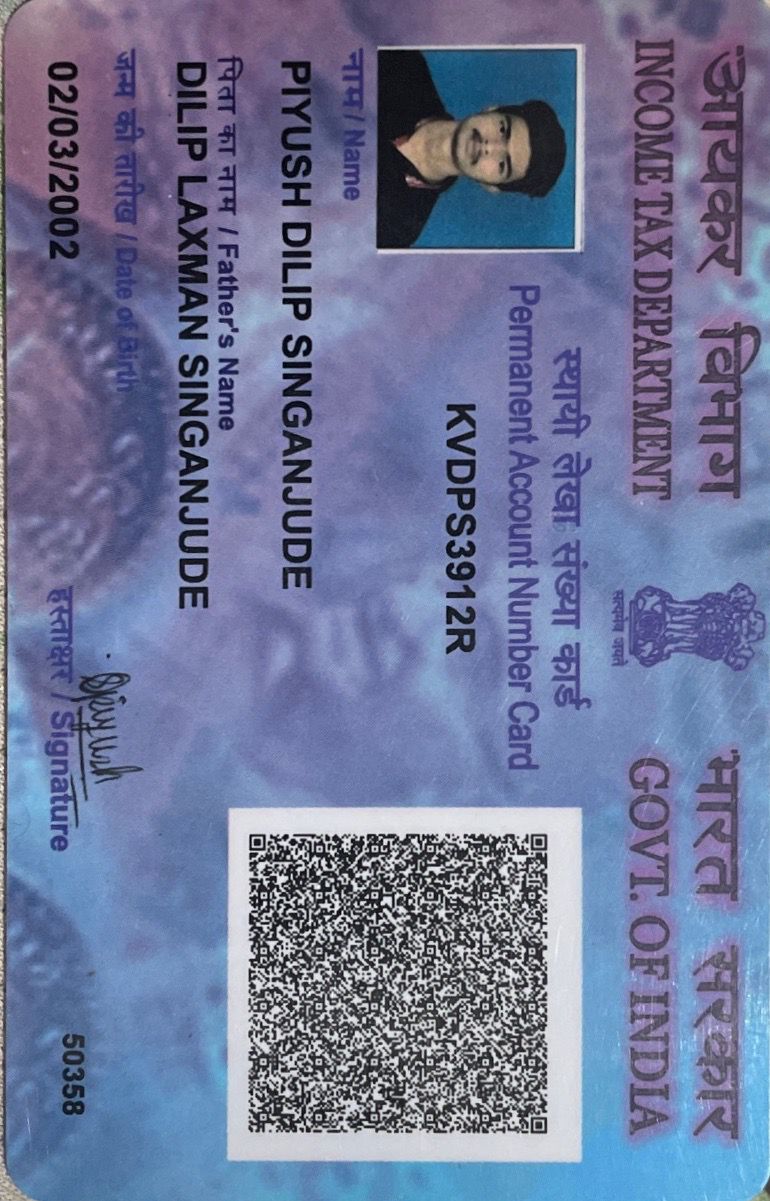 आयकर विभाग
INCOME TAX DEPARTMENT
सत्यमेव जयते
भारत सरकार
GOVT. OF INDIA
स्थायी लेखा संख्या कार्ड
Permanent Account Number Card
KVDPS3912R
नाम / Name
PIYUSH DILIP SINGANJUDE
पिता का नाम / Father's Name
DILIP LAXMAN SINGANJUDE
जन्म की तारीख / Date of Birth
02/03/2002
Piyush
हस्ताक्षर / Signature
50358